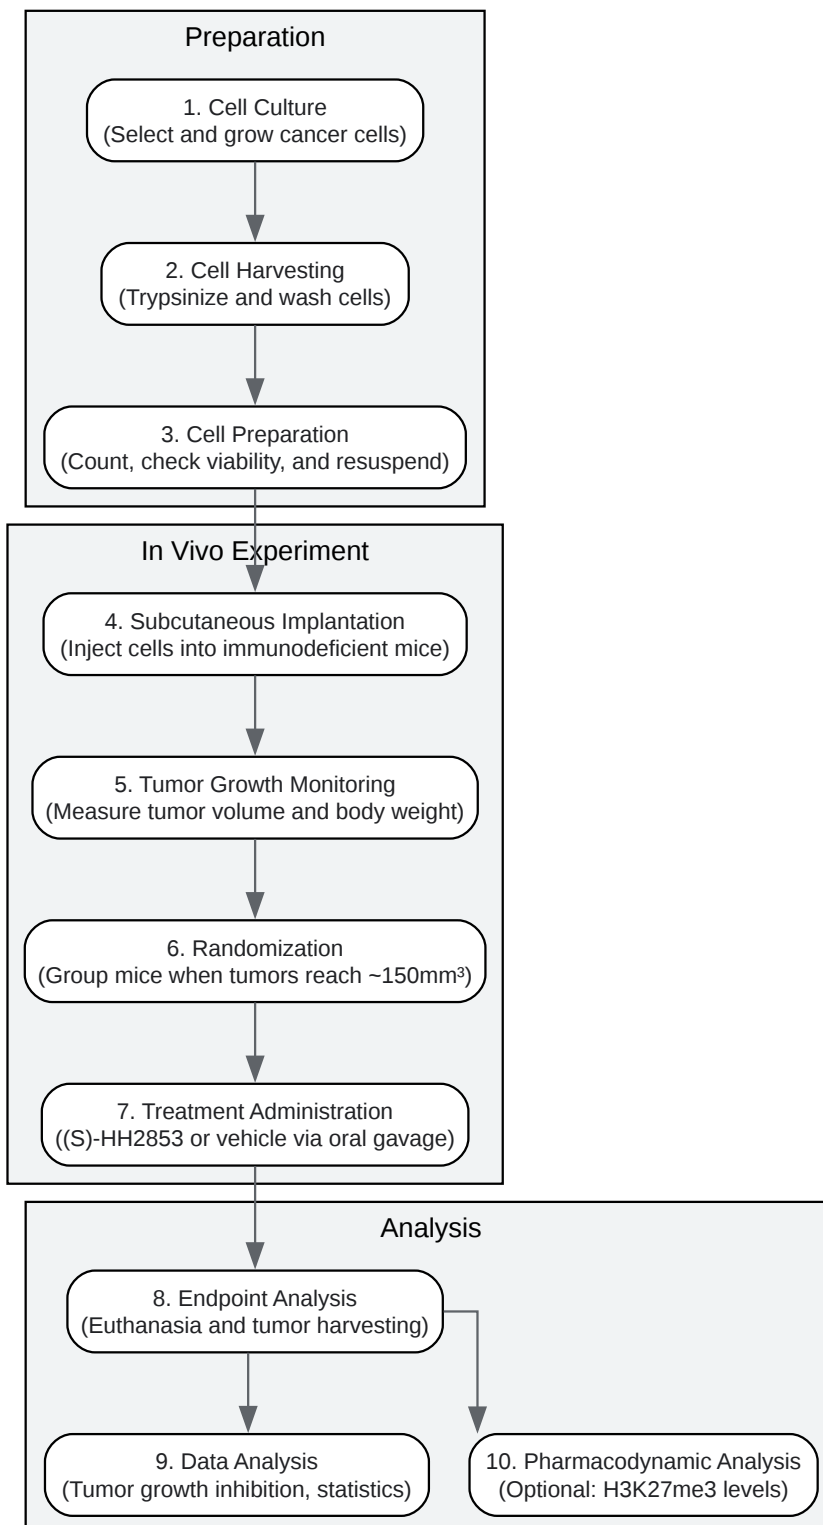 Preparation
1. Cell Culture
(Select and grow cancer cells)
2. Cell Harvesting
(Trypsinize and wash cells)
3. Cell Preparation
(Count, check viability, and resuspend)
In Vivo Experiment
4. Subcutaneous Implantation
(Inject cells into immunodeficient mice)
5. Tumor Growth Monitoring
(Measure tumor volume and body weight)
6. Randomization
(Group mice when tumors reach ~150mm³)
7. Treatment Administration
((S)-HH2853 or vehicle via oral gavage)
Analysis
8. Endpoint Analysis
(Euthanasia and tumor harvesting)
9. Data Analysis
(Tumor growth inhibition, statistics)
10. Pharmacodynamic Analysis
(Optional: H3K27me3 levels)